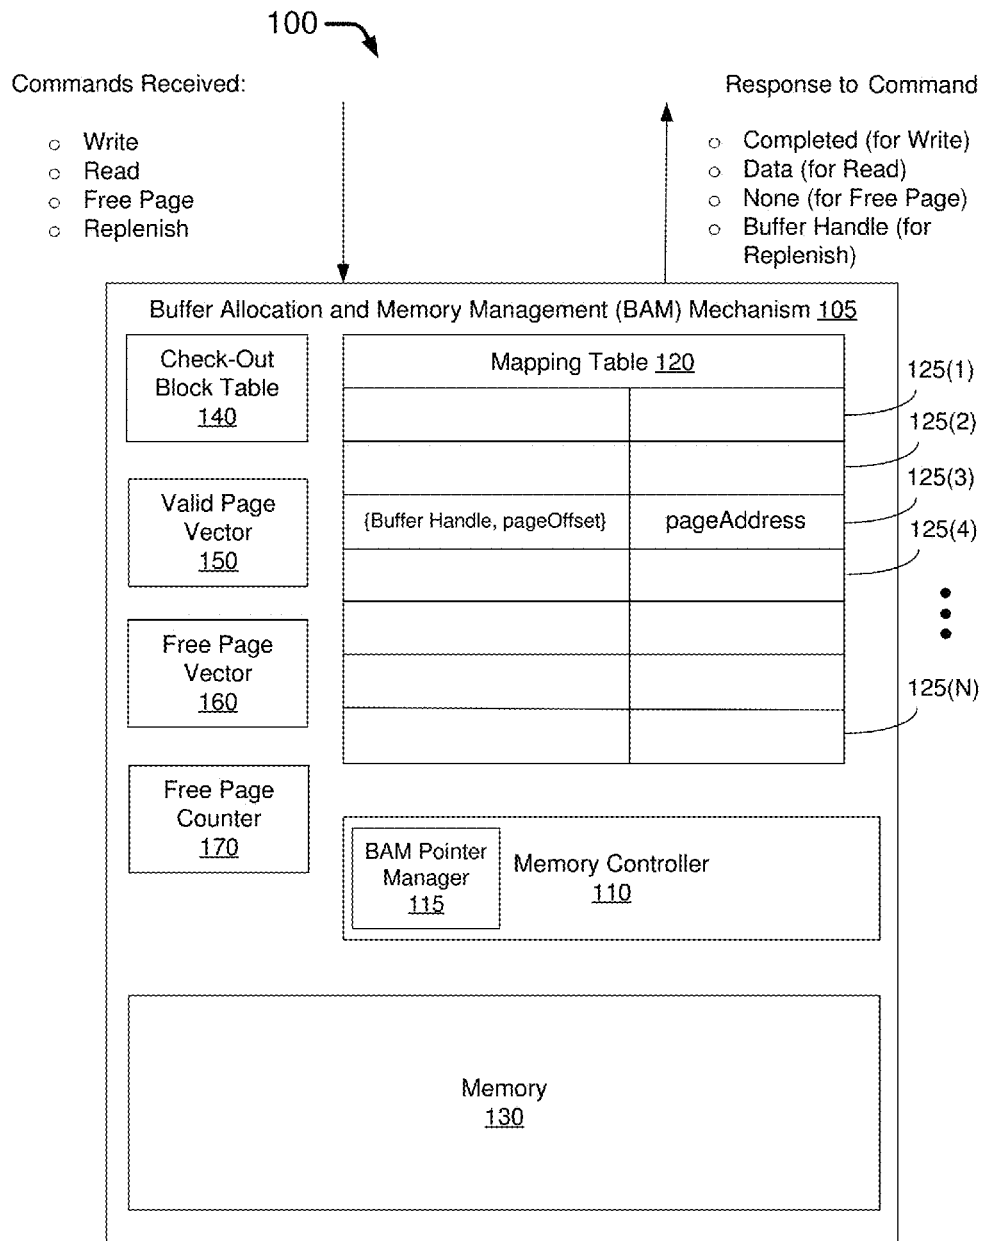 100
Commands Received:
○ Write
○ Read
○ Free Page
○ Replenish
Response to Command
○ Completed (for Write)
○ Data (for Read)
○ None (for Free Page)
○ Buffer Handle (for
Replenish)
Buffer Allocation and Memory Management (BAM) Mechanism 105
Check-Out
Block Table
140
Valid Page
Vector
150
Free Page
Vector
160
Free Page
Counter
170
Mapping Table 120
{Buffer Handle, pageOffset}
pageAddress
125(1)
125(2)
125(3)
125(4)
125(N)
BAM Pointer
Manager
115
Memory Controller
110
Memory
130